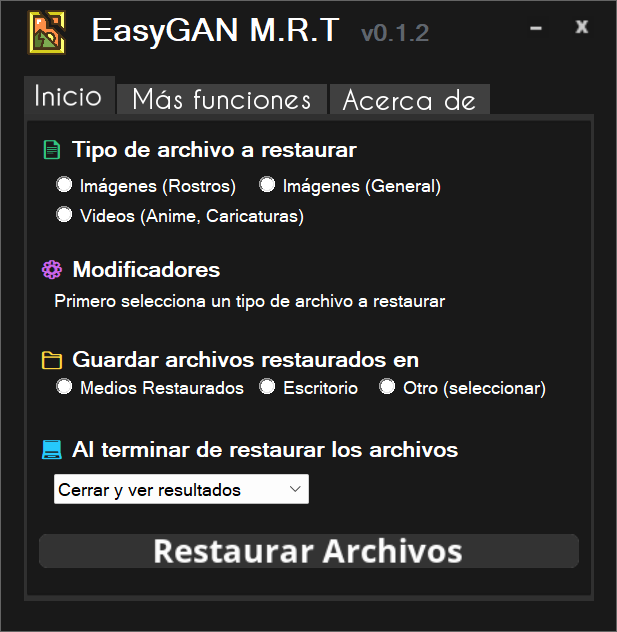 EasyGAN M.R.T v0.1.2 – x
Inicio Más funciones Acerca de
Tipo de archivo a restaurar
Imágenes (Rostros) Imágenes (General)
Videos (Anime, Caricaturas)
Modificadores
Primero selecciona un tipo de archivo a restaurar
Guardar archivos restaurados en
Medios Restaurados Escritorio Otro (seleccionar)
Al terminar de restaurar los archivos
Cerrar y ver resultados
Restaurar Archivos